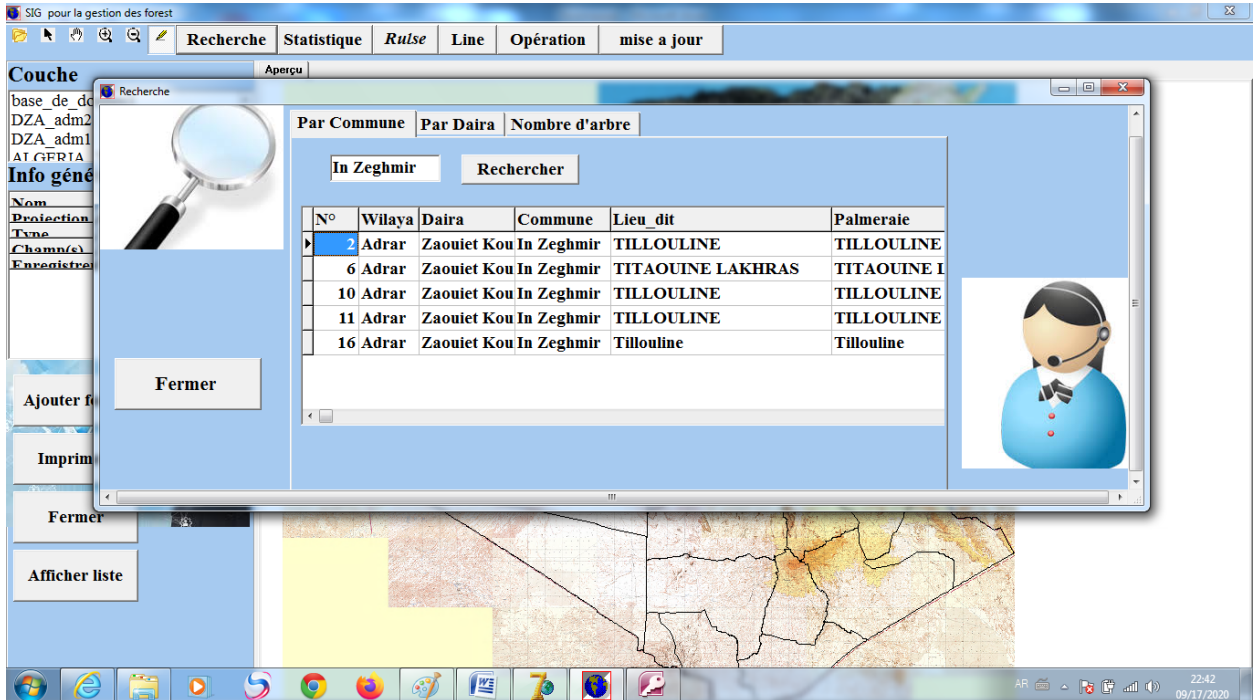 SIG pour la gestion des forest
Recherche Statistique Rulse Line Opération mise a jour
Couche
Aperçu
DZA_adm2
DZA_adm1
ALGERIA
Info géné
Nom
Projection
Type
Champ(s)
Enregistre
Recherche
Par Commune Par Daira Nombre d'arbre
In Zeghmir Rechercher
N° Wilaya Daira Commune Lieu_dit Palmeraie
2 Adrar Zaouiet Kou In Zeghmir TILLOULINE TILLOULINE
6 Adrar Zaouiet Kou In Zeghmir TITAOUINE LAKHRAS TITAOUINE L
10 Adrar Zaouiet Kou In Zeghmir TILLOULINE TILLOULINE
11 Adrar Zaouiet Kou In Zeghmir TILLOULINE TILLOULINE
16 Adrar Zaouiet Kou In Zeghmir Tillouline Tillouline
Fermer
Ajouter f
Imprim
Fermer
Afficher liste
AR
22:42
09/17/2020